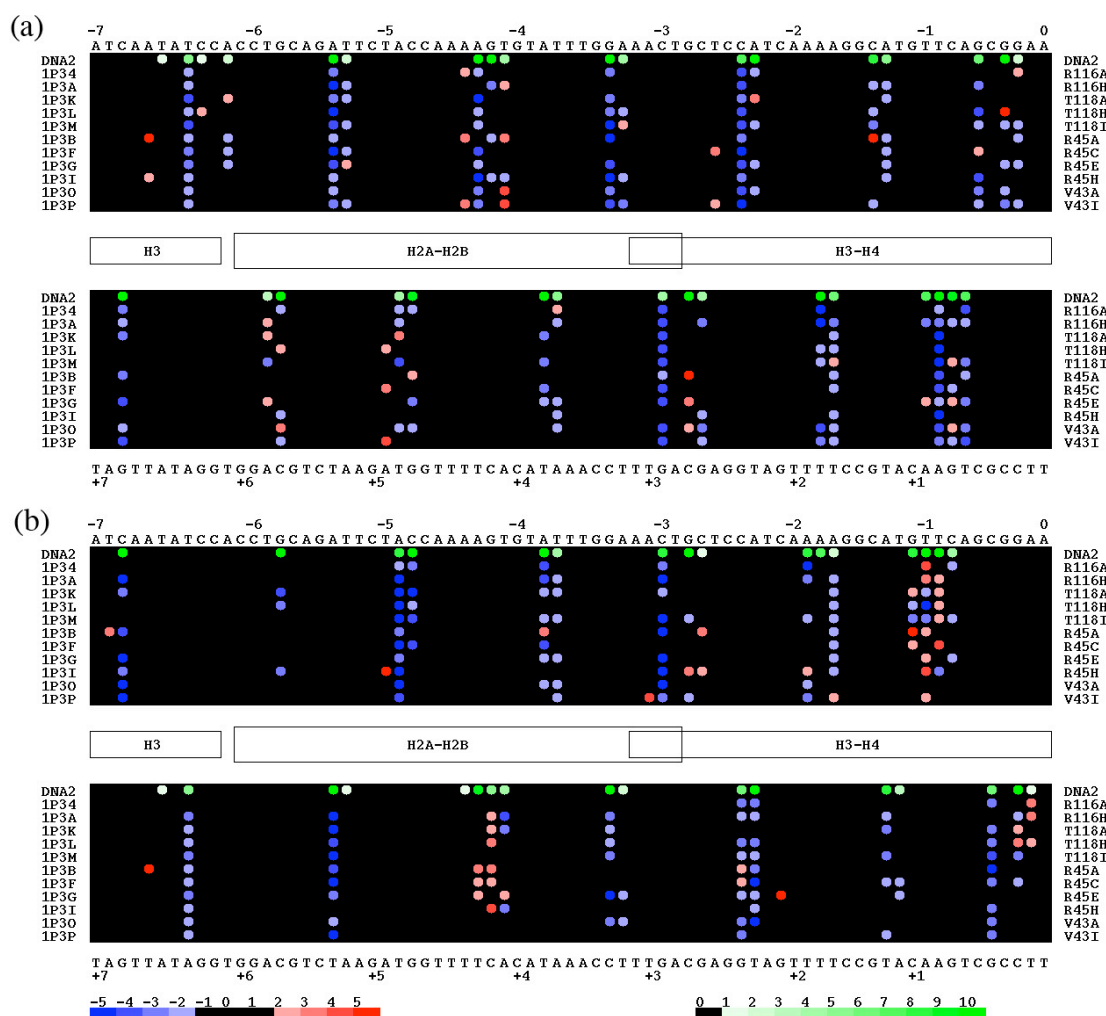 (a)
-7 -6 -5 -4 -3 -2 -1 0
A T C A A T A T C C A C C T G C A G A T T C T A C C A A A A G T G T A T T T G G A A A C T G C T C C A T C A A A A G G C A T G T T C A G C G G A A
DNA2 DNA2
1P34 R116A
1P3A R116H
1P3K T118A
1P3L T118H
1P3M T118I
1P3B R45A
1P3F R45C
1P3G R45E
1P3I R45H
1P3O V43A
1P3P V43I
H3 H2A-H2B H3-H4
DNA2 DNA2
1P34 R116A
1P3A R116H
1P3K T118A
1P3L T118H
1P3M T118I
1P3B R45A
1P3F R45C
1P3G R45E
1P3I R45H
1P3O V43A
1P3P V43I
T A G T T A T A G G T G G A C G T C T A A G A T G G T T T T C A C A T A A A C C T T T G A C G A G G T A G T T T T C C G T A C A A G T C G C C T T
+7 +6 +5 +4 +3 +2 +1
(b)
-7 -6 -5 -4 -3 -2 -1 0
A T C A A T A T C C A C C T G C A G A T T C T A C C A A A A G T G T A T T T G G A A A C T G C T C C A T C A A A A G G C A T G T T C A G C G G A A
DNA2 DNA2
1P34 R116A
1P3A R116H
1P3K T118A
1P3L T118H
1P3M T118I
1P3B R45A
1P3F R45C
1P3G R45E
1P3I R45H
1P3O V43A
1P3P V43I
H3 H2A-H2B H3-H4
DNA2 DNA2
1P34 R116A
1P3A R116H
1P3K T118A
1P3L T118H
1P3M T118I
1P3B R45A
1P3F R45C
1P3G R45E
1P3I R45H
1P3O V43A
1P3P V43I
T A G T T A T A G G T G G A C G T C T A A G A T G G T T T T C A C A T A A A C C T T T G A C G A G G T A G T T T T C C G T A C A A G T C G C C T T
+7 +6 +5 +4 +3 +2 +1
-5 -4 -3 -2 -1 0 1 2 3 4 5 0 1 2 3 4 5 6 7 8 9 10